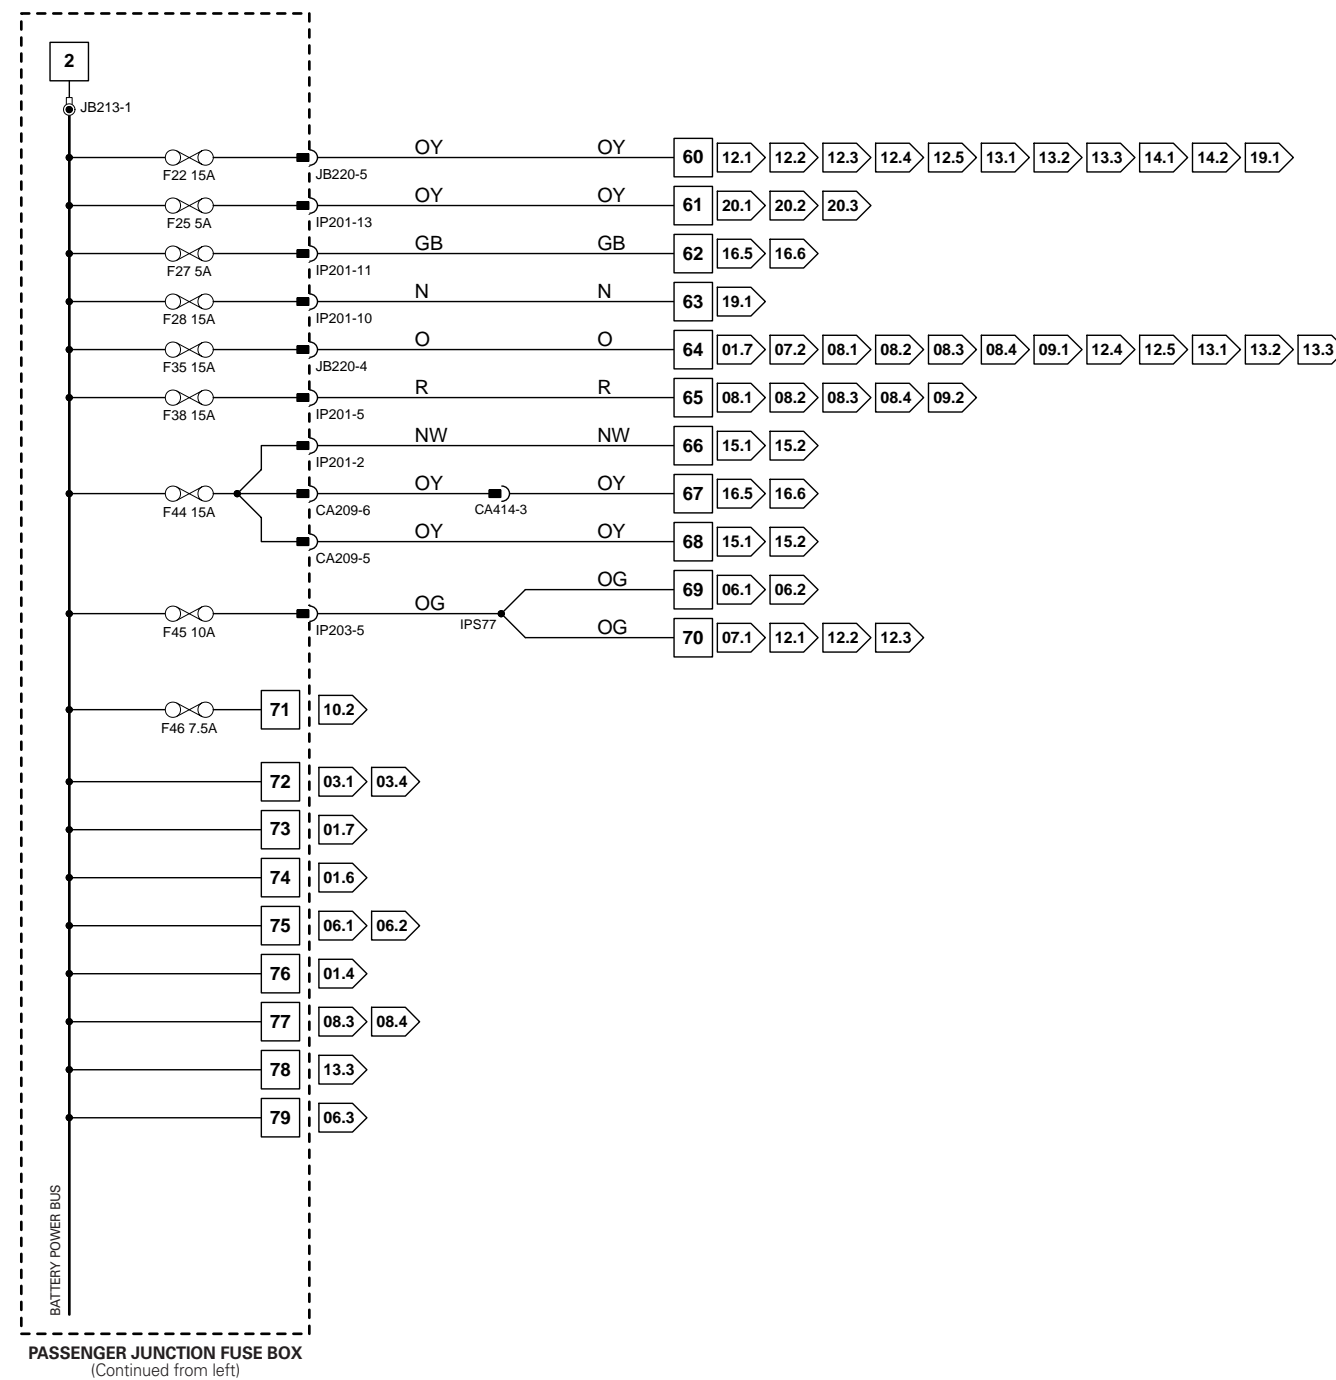 2
JB213-1
OY OY 60 12.1 12.2 12.3 12.4 12.5 13.1 13.2 13.3 14.1 14.2 19.1
F22 15A JB220-5
OY OY 61 20.1 20.2 20.3
F25 5A IP201-13
GB GB 62 16.5 16.6
F27 5A IP201-11
N N 63 19.1
F28 15A IP201-10
O O 64 01.7 07.2 08.1 08.2 08.3 08.4 09.1 12.4 12.5 13.1 13.2 13.3
F35 15A JB220-4
R R 65 08.1 08.2 08.3 08.4 09.2
F38 15A IP201-5
NW NW 66 15.1 15.2
IP201-2
OY OY 67 16.5 16.6
F44 15A CA209-6 CA414-3
OY OY 68 15.1 15.2
CA209-5
OG 69 06.1 06.2
OG
F45 10A IP203-5 IPS77
OG 70 07.1 12.1 12.2 12.3
71 10.2
F46 7.5A
72 03.1 03.4
73 01.7
74 01.6
75 06.1 06.2
76 01.4
77 08.3 08.4
78 13.3
79 06.3
BATTERY POWER BUS
PASSENGER JUNCTION FUSE BOX
(Continued from left)